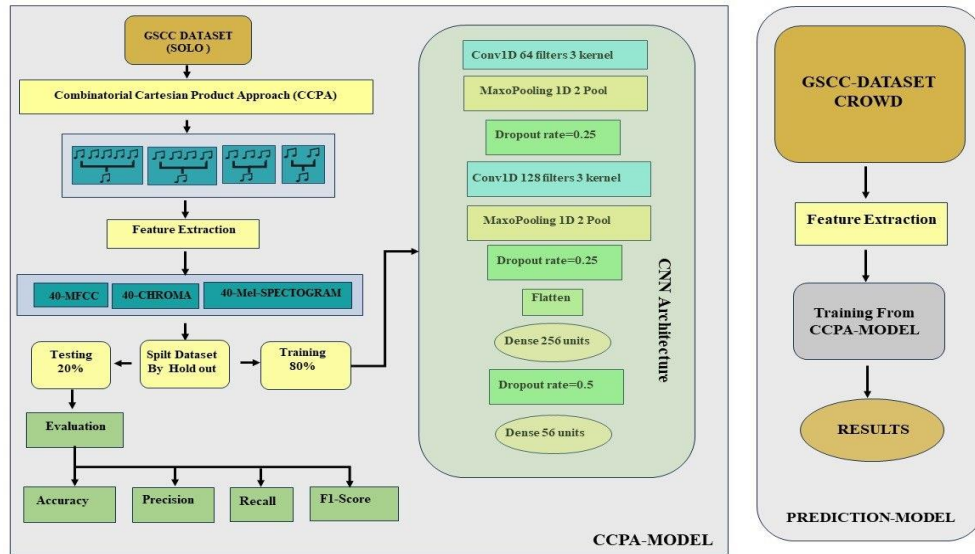 GSCC DATASET
(SOLO )
Combinatorial Cartesian Product Approach (CCPA)
Feature Extraction
40-MFCC
40-CHROMA
40-Mel-SPECTOGRAM
Testing
20%
Spilt Dataset
By Hold out
Training
80%
Evaluation
Accuracy
Precision
Recall
F1-Score
Conv1D 64 filters 3 kernel
MaxoPooling 1D 2 Pool
Dropout rate=0.25
Conv1D 128 filters 3 kernel
MaxoPooling 1D 2 Pool
Dropout rate=0.25
Flatten
Dense 256 units
Dropout rate=0.5
Dense 56 units
CNN Architecture
CCPA-MODEL
GSCC-DATASET
CROWD
Feature Extraction
Training From
CCPA-MODEL
RESULTS
PREDICTION-MODEL